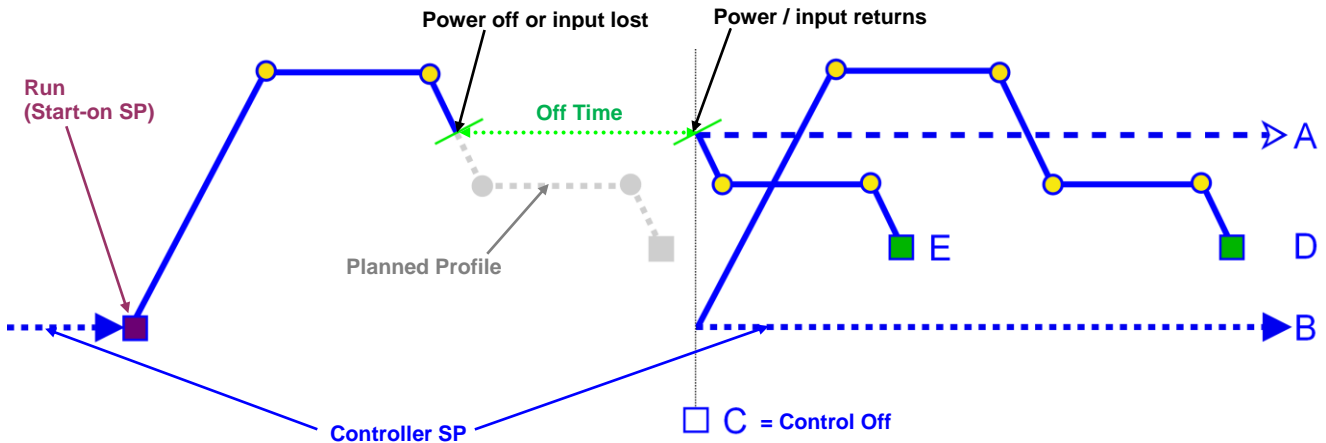 Power off or input lost
Power / input returns
Run
(Start-on SP)
Off Time
A
Planned Profile
E
D
B
Controller SP
C = Control Off